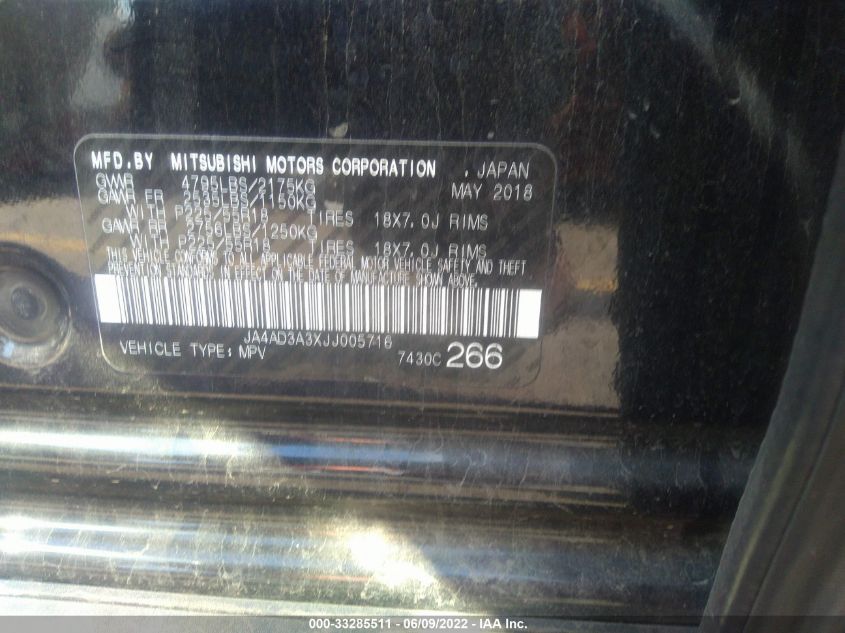 MFD.BY MITSUBISHI MOTORS CORPORATION , JAPAN
GVWR 4795LBS/2175KG MAY 2018
GAWR FR 2535LBS/1150KG
WITH P225/55R18 TIRES 18X7.0J RIMS
GAWR RR 2756LBS/1250KG
WITH P225/55R18 TIRES 18X7.0J RIMS
THIS VEHICLE CONFORMS TO ALL APPLICABLE FEDERAL MOTOR VEHICLE SAFETY AND THEFT
PREVENTION STANDARDS IN EFFECT ON THE DATE OF MANUFACTURE SHOWN ABOVE.
JA4AD3A3XJJ005716
VEHICLE TYPE: MPV 7430C 266
000-33285511 - 06/09/2022 - IAA Inc.